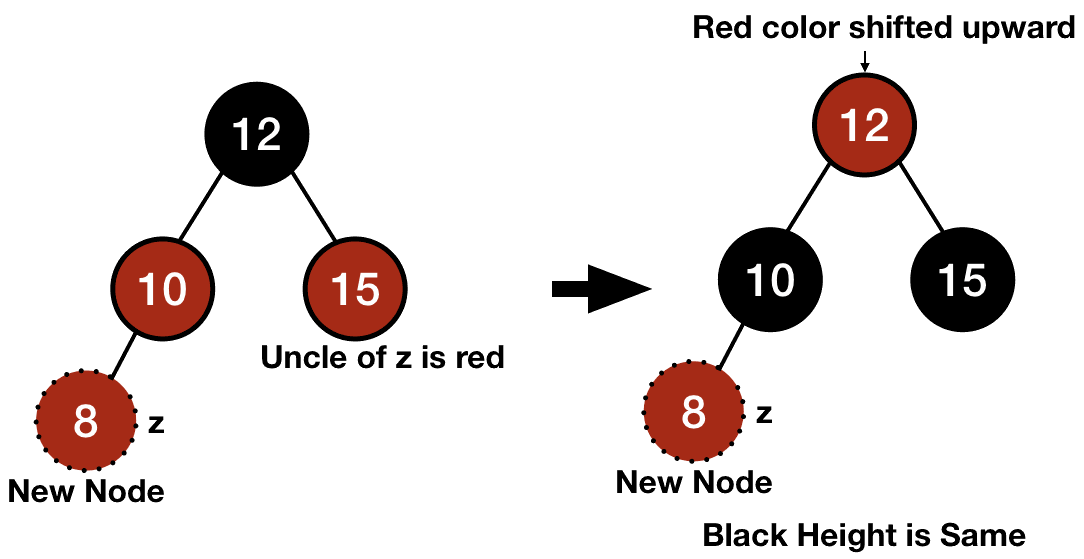 12
10
15
Uncle of z is red
8
z
New Node
Red color shifted upward
12
10
15
8
z
New Node
Black Height is Same